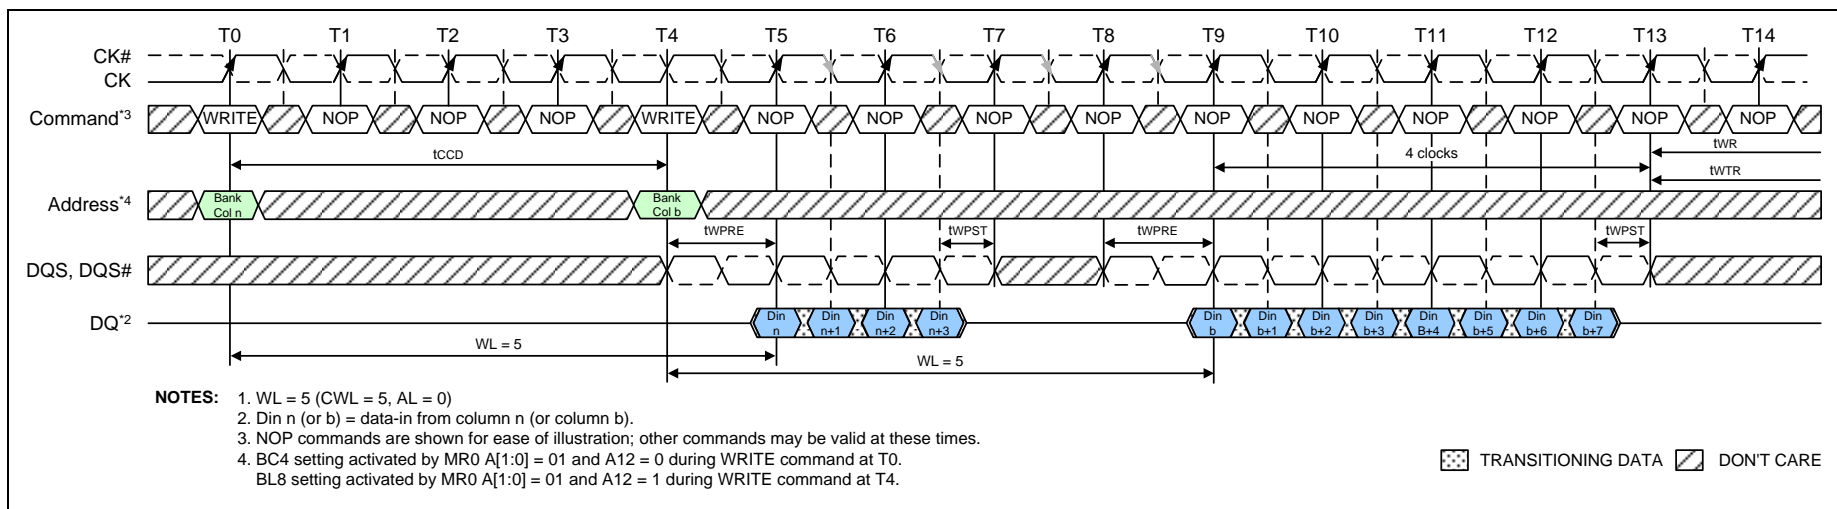 T0 T1 T2 T3 T4 T5 T6 T7 T8 T9 T10 T11 T12 T13 T14
CK#
CK
Command*3 WRITE NOP NOP NOP WRITE NOP NOP NOP NOP NOP NOP NOP NOP NOP NOP
tCCD 4 clocks tWR
tWTR
Address*4 Bank Col n Bank Col b
tWPRE tWPST tWPRE tWPST
DQS, DQS#
DQ*2 Din n Din n+1 Din n+2 Din n+3 Din b Din b+1 Din b+2 Din b+3 Din B+4 Din b+5 Din b+6 Din b+7
WL = 5 WL = 5
NOTES: 1. WL = 5 (CWL = 5, AL = 0)
2. Din n (or b) = data-in from column n (or column b).
3. NOP commands are shown for ease of illustration; other commands may be valid at these times.
4. BC4 setting activated by MR0 A[1:0] = 01 and A12 = 0 during WRITE command at T0.
BL8 setting activated by MR0 A[1:0] = 01 and A12 = 1 during WRITE command at T4.
TRANSITIONING DATA DON'T CARE